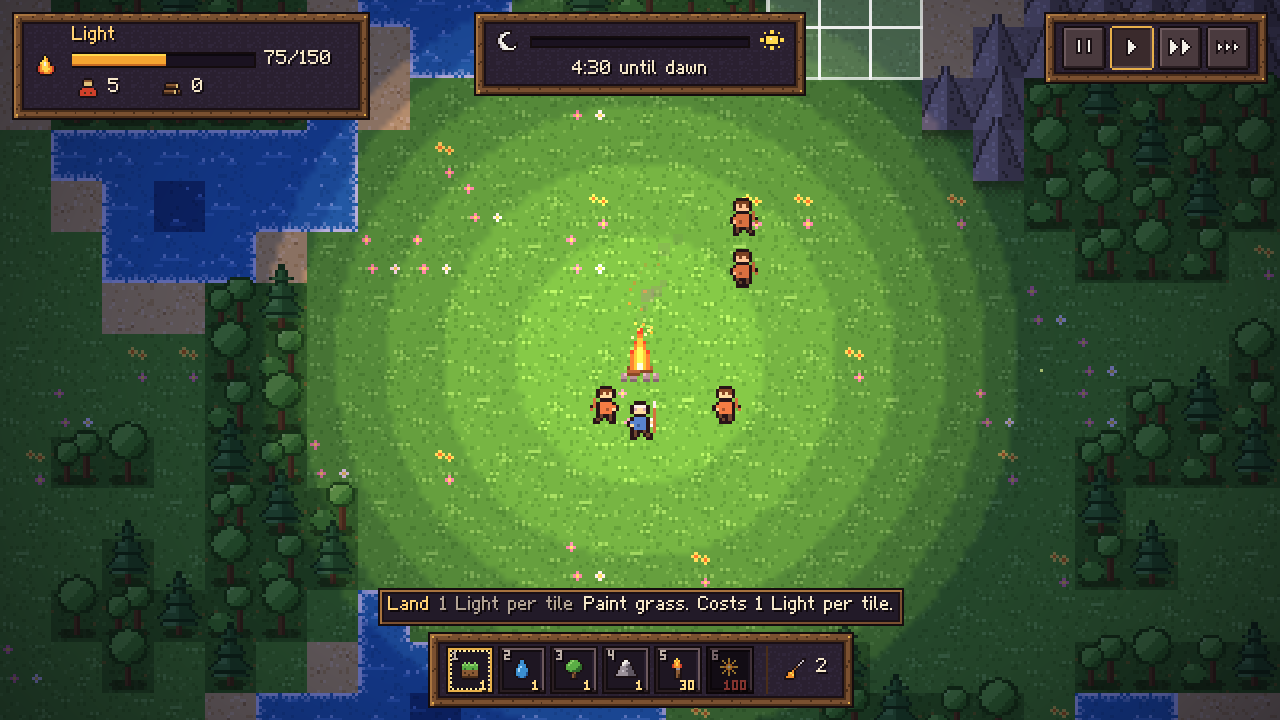 Light
75/150
5 0
4:30 until dawn
Land 1 Light per tile Paint grass. Costs 1 Light per tile.
1 2 3 4 5 6
1 1 1 1 30 100
2